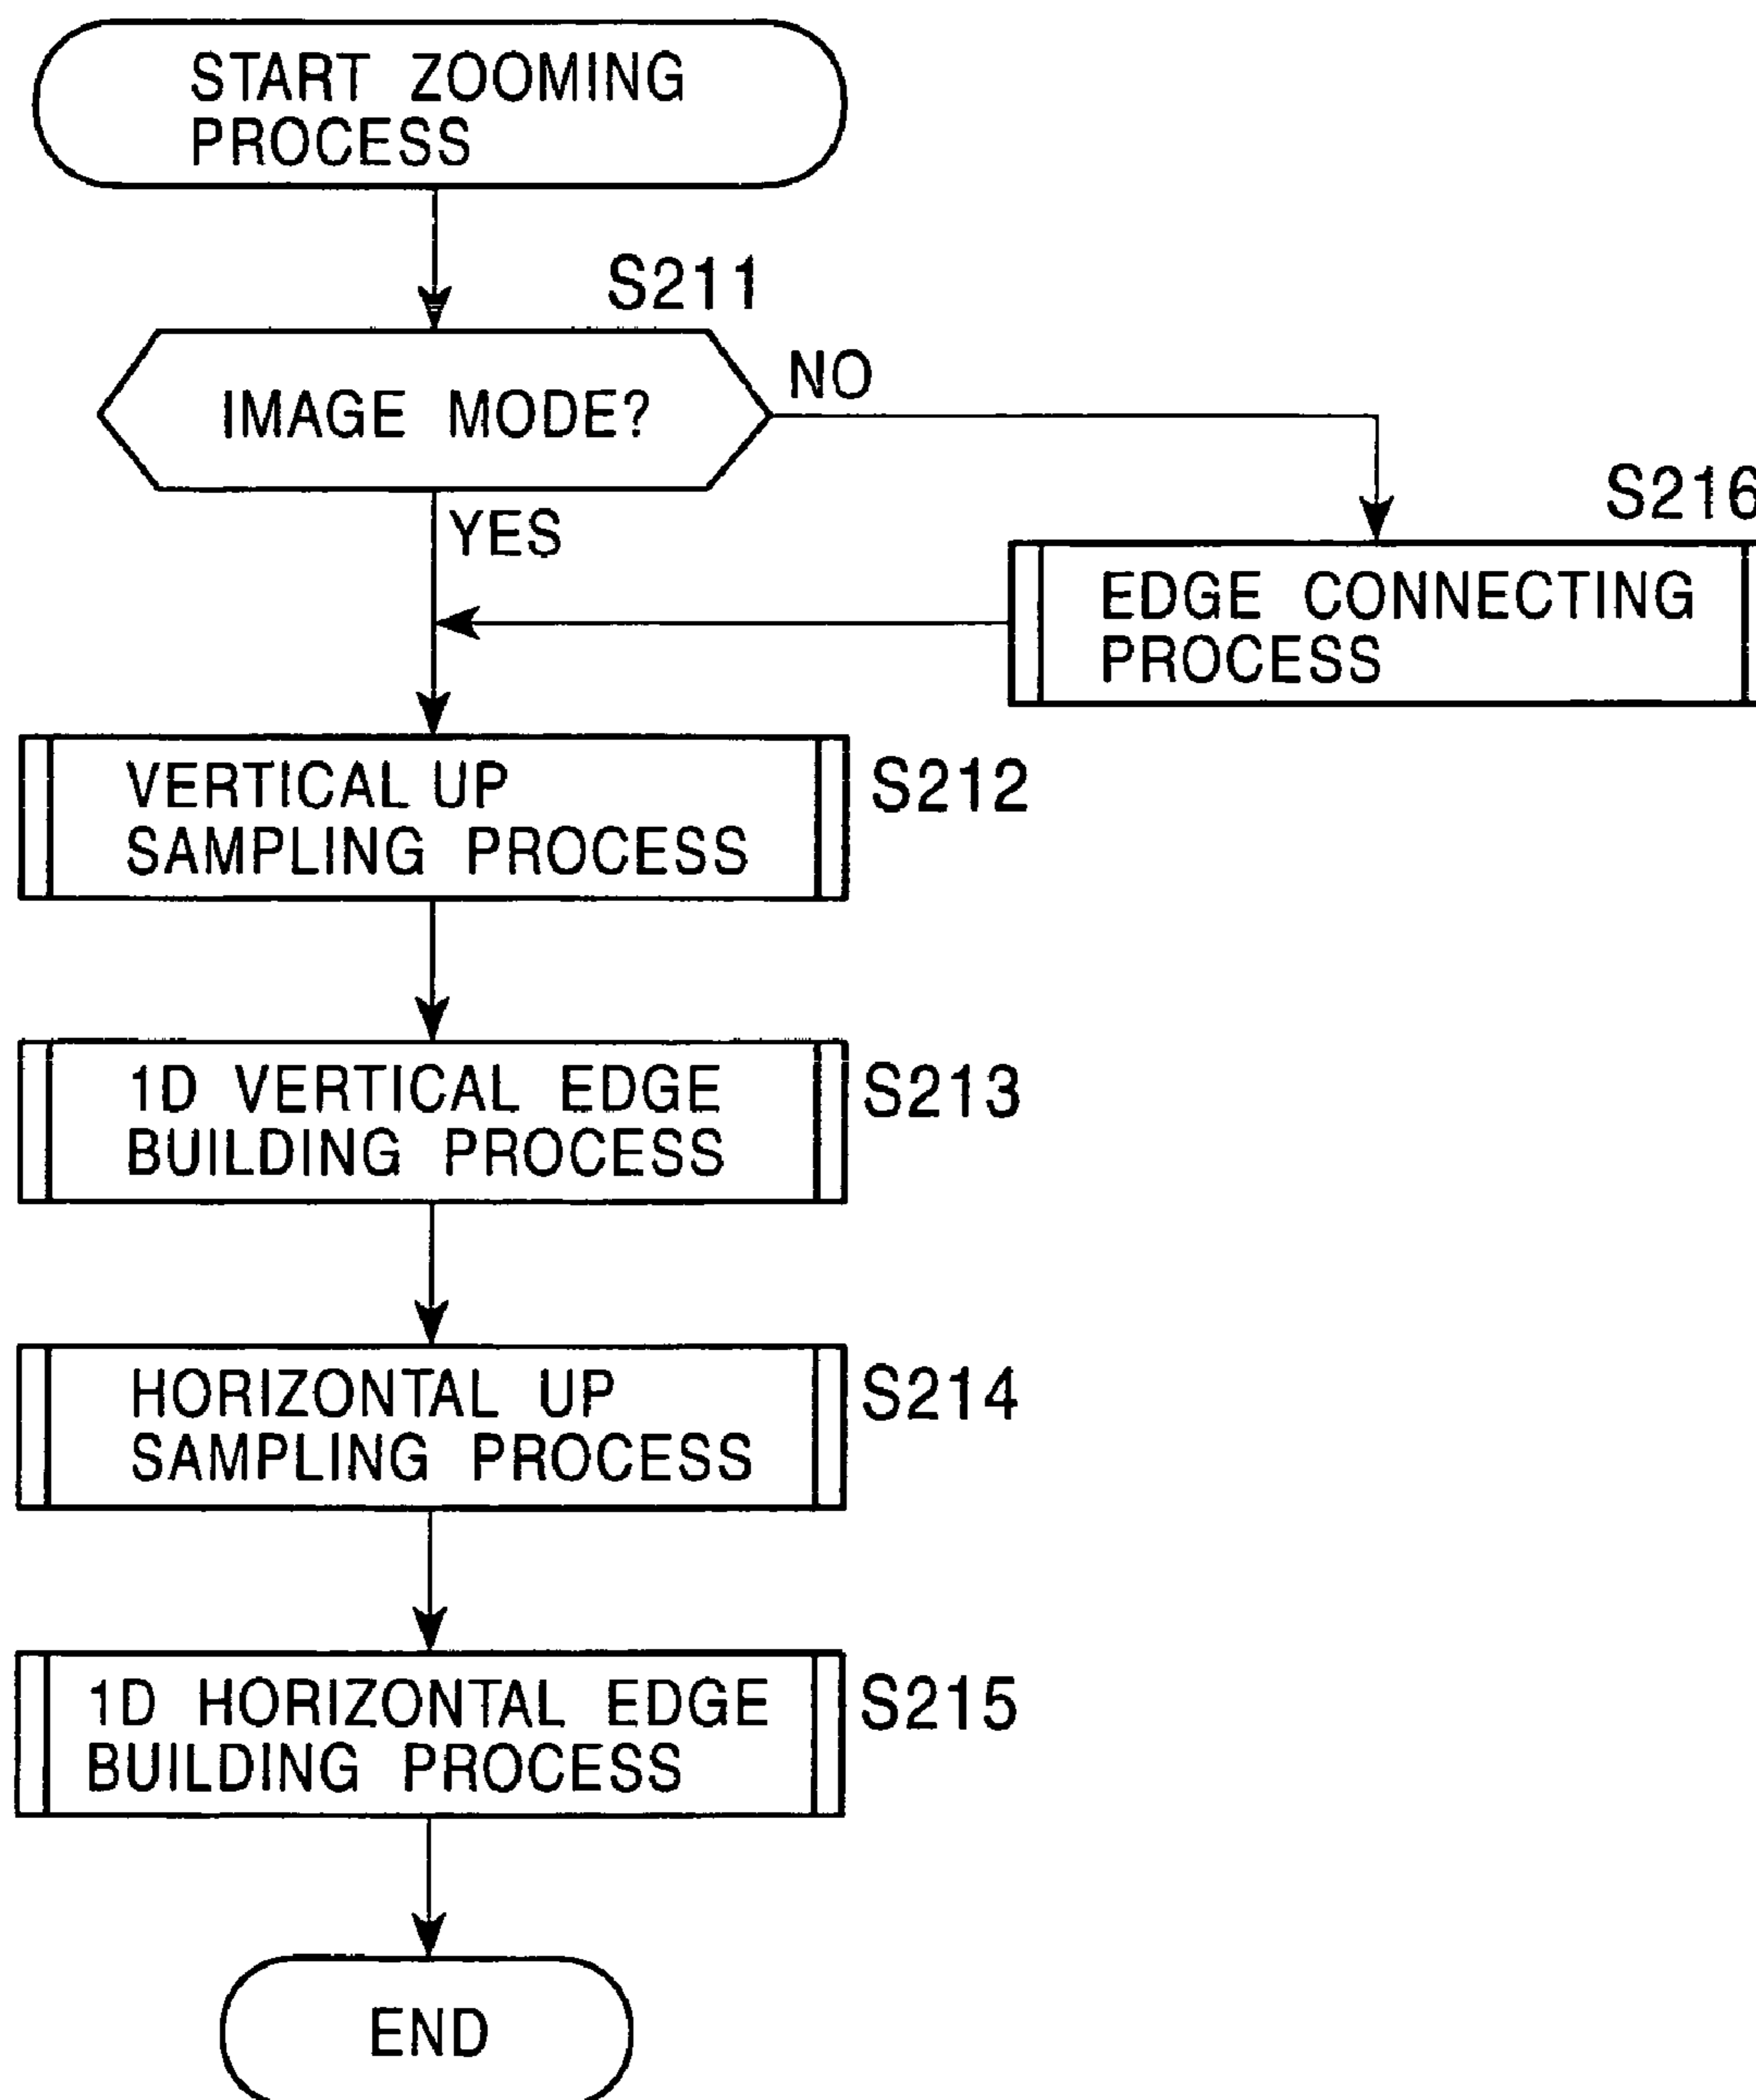 START ZOOMING
PROCESS
S211
IMAGE MODE?
NO
YES
S216
EDGE CONNECTING
PROCESS
VERTICAL UP
SAMPLING PROCESS
S212
1D VERTICAL EDGE
BUILDING PROCESS
S213
HORIZONTAL UP
SAMPLING PROCESS
S214
1D HORIZONTAL EDGE
BUILDING PROCESS
S215
END